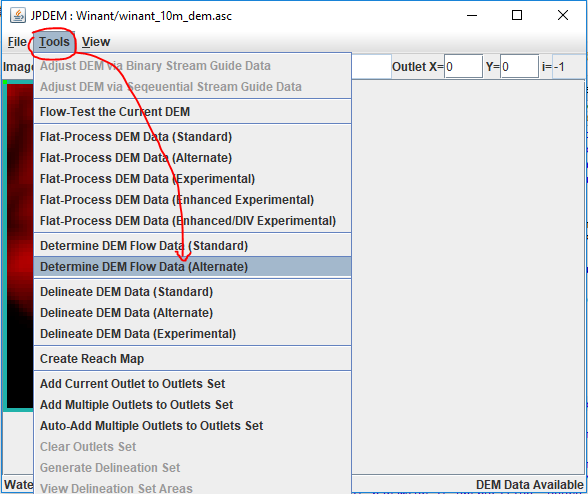 JPDEM : Winant/winant_10m_dem.asc
File Tools View
Image Outlet X= 0 Y= 0 i= -1
Adjust DEM via Binary Stream Guide Data
Adjust DEM via Seqeuential Stream Guide Data
Flow-Test the Current DEM
Flat-Process DEM Data (Standard)
Flat-Process DEM Data (Alternate)
Flat-Process DEM Data (Experimental)
Flat-Process DEM Data (Enhanced Experimental)
Flat-Process DEM Data (Enhanced/DIV Experimental)
Determine DEM Flow Data (Standard)
Determine DEM Flow Data (Alternate)
Delineate DEM Data (Standard)
Delineate DEM Data (Alternate)
Delineate DEM Data (Experimental)
Create Reach Map
Add Current Outlet to Outlets Set
Add Multiple Outlets to Outlets Set
Auto-Add Multiple Outlets to Outlets Set
Clear Outlets Set
Generate Delineation Set
View Delineation Set Areas
Wate DEM Data Available